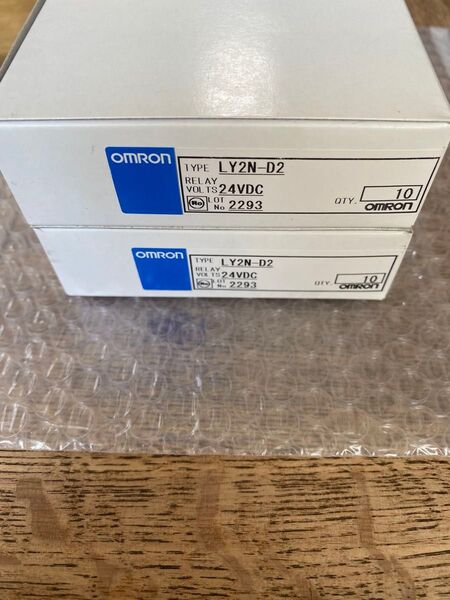 OMRON
TYPE LY2N-D2
RELAY
VOLTS 24VDC
LOT
No 2293
QTY. 10
OMRON
OMRON
TYPE LY2N-D2
RELAY
VOLTS 24VDC
LOT
No 2293
QTY. 10
OMRON